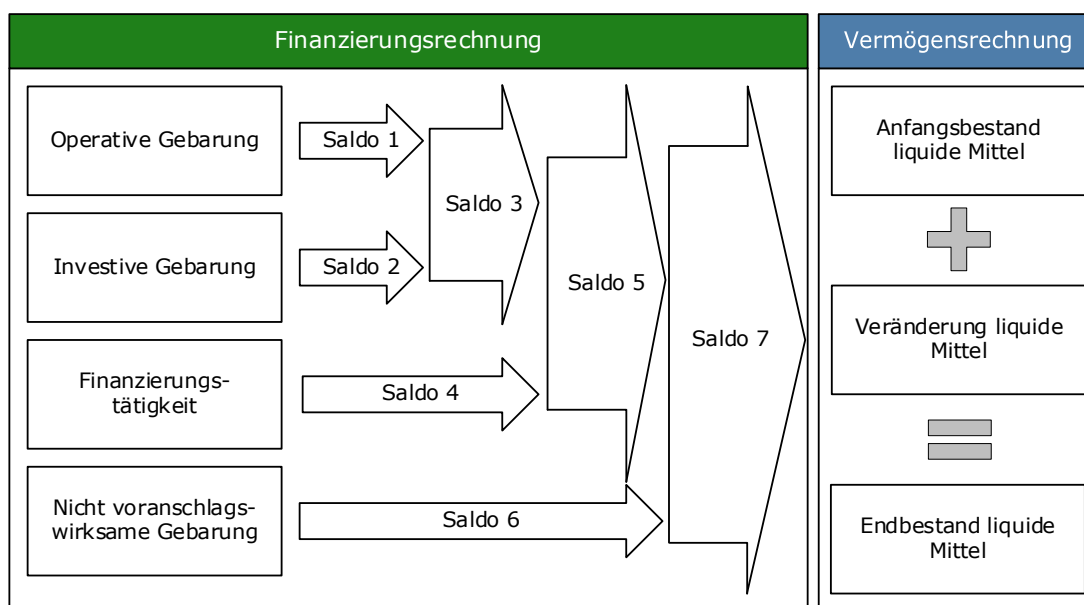 Finanzierungsrechnung
Vermögensrechnung
Operative Gebarung
Saldo 1
Investive Gebarung
Saldo 2
Saldo 3
Finanzierungs-
tätigkeit
Saldo 4
Saldo 5
Nicht voranschlags-
wirksame Gebarung
Saldo 6
Saldo 7
Anfangsbestand
liquide Mittel
Veränderung liquide
Mittel
Endbestand liquide
Mittel